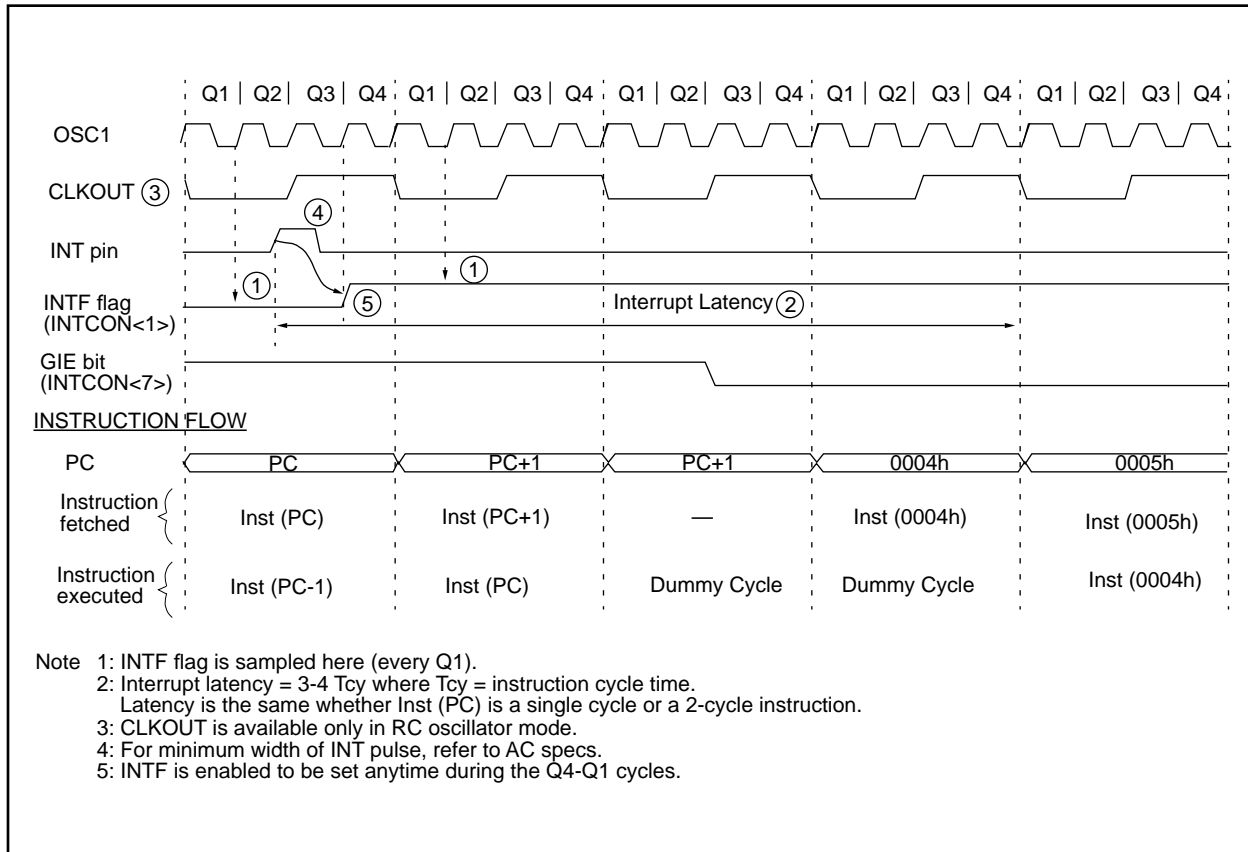 Q1 | Q2 | Q3 | Q4 Q1 | Q2 | Q3 | Q4 Q1 | Q2 | Q3 | Q4 Q1 | Q2 | Q3 | Q4 Q1 | Q2 | Q3 | Q4
OSC1
CLKOUT ③
④
INT pin
① ①
INTF flag
(INTCON<1>)
⑤
Interrupt Latency ②
GIE bit
(INTCON<7>)
INSTRUCTION FLOW
PC PC PC+1 PC+1 0004h 0005h
Instruction
fetched
Inst (PC) Inst (PC+1) — Inst (0004h) Inst (0005h)
Instruction
executed
Inst (PC-1) Inst (PC) Dummy Cycle Dummy Cycle Inst (0004h)
Note 1: INTF flag is sampled here (every Q1).
2: Interrupt latency = 3-4 Tcy where Tcy = instruction cycle time.
Latency is the same whether Inst (PC) is a single cycle or a 2-cycle instruction.
3: CLKOUT is available only in RC oscillator mode.
4: For minimum width of INT pulse, refer to AC specs.
5: INTF is enabled to be set anytime during the Q4-Q1 cycles.